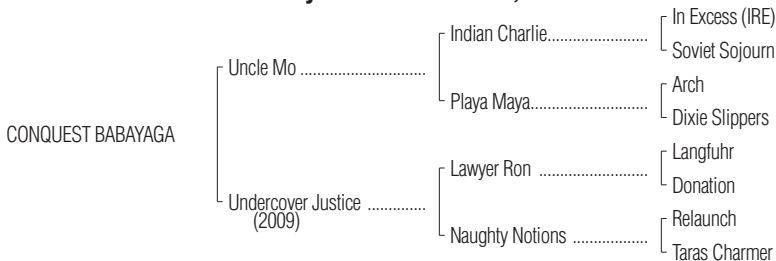 In Excess (IRE)
Indian Charlie.......................
Soviet Sojourn
Uncle Mo ..............................
Arch
Playa Maya............................
Dixie Slippers
CONQUEST BABAYAGA
Langfuhr
Lawyer Ron .........................
Donation
Undercover Justice ..............
(2009)
Relaunch
Naughty Notions ..................
Taras Charmer